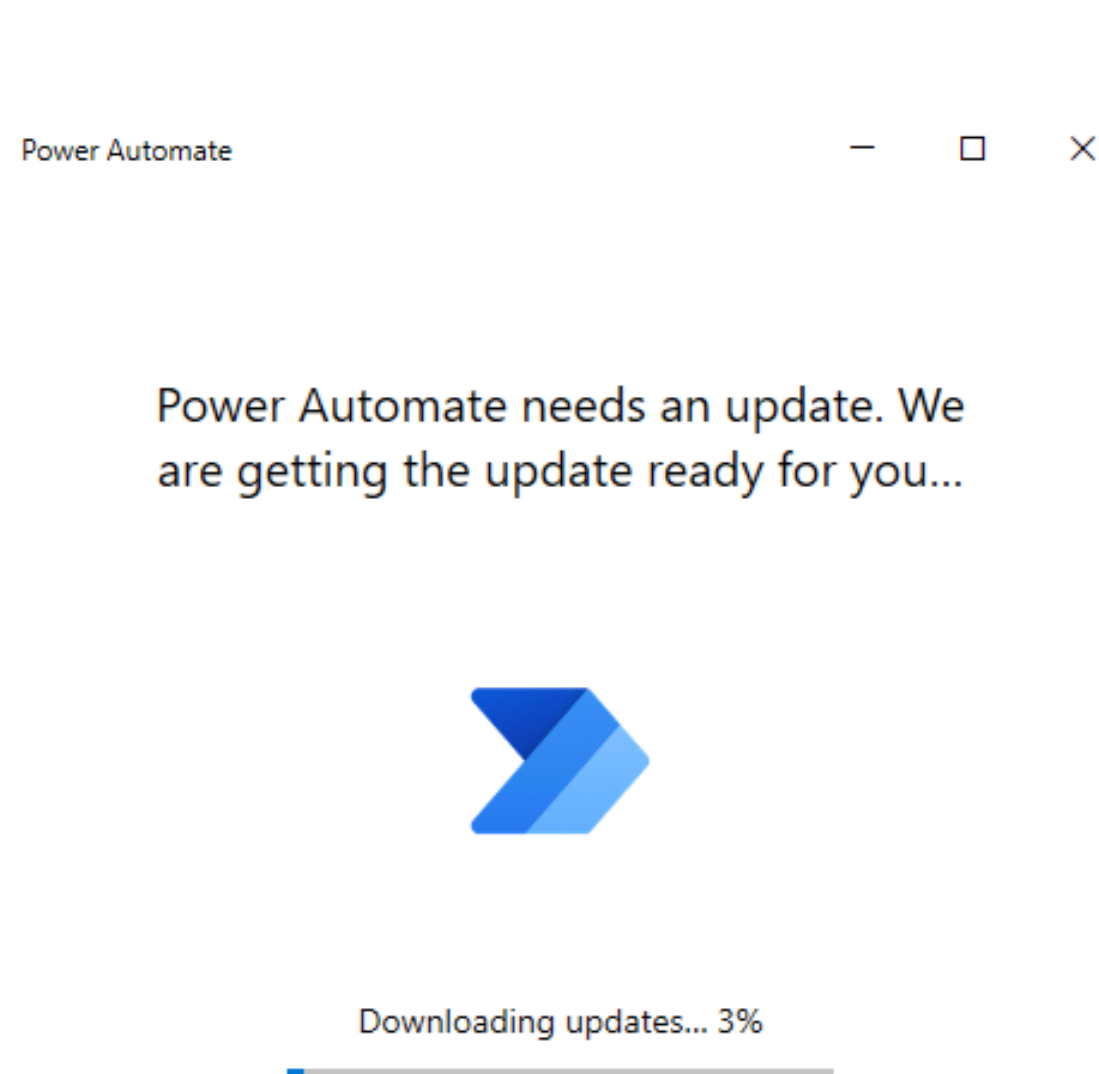 Power Automate
Power Automate needs an update. We
are getting the update ready for you...
Downloading updates... 3%